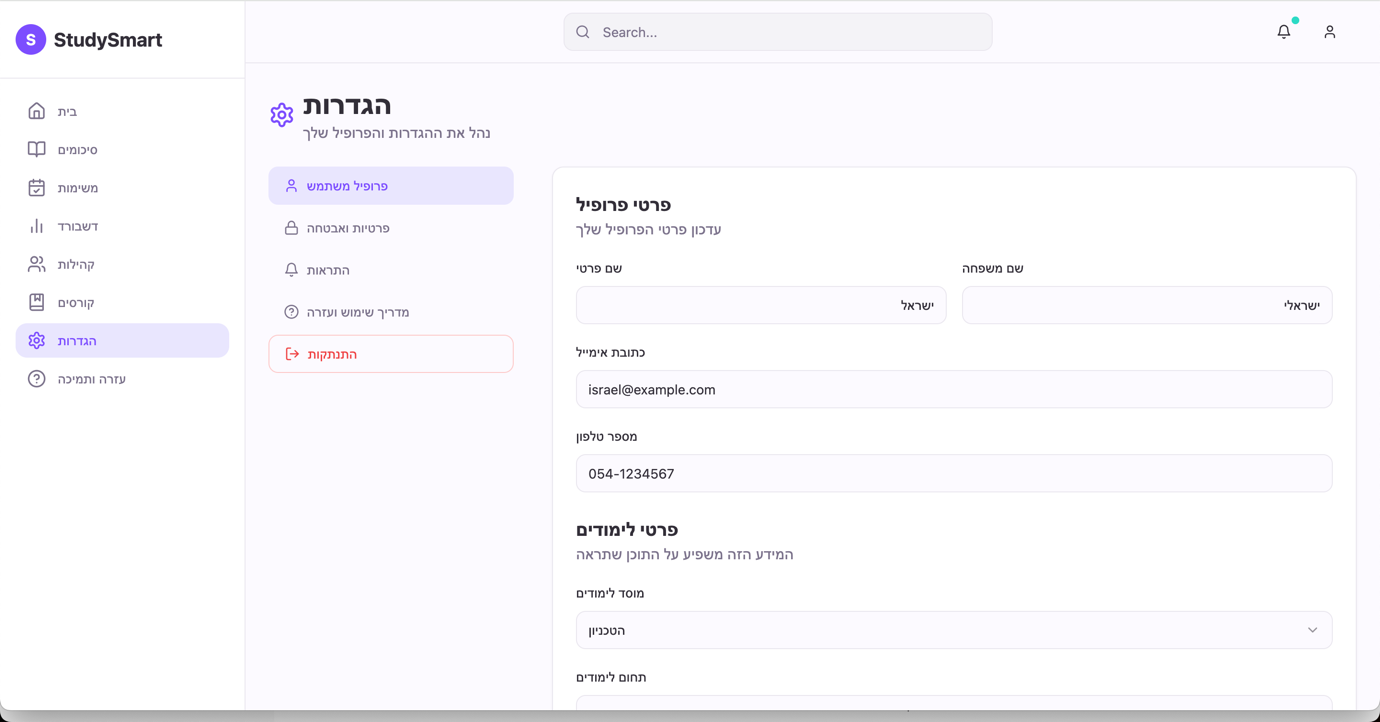 S StudySmart
Search...
בית
סיכומים
משימות
דשבורד
קהילות
קורסים
הגדרות
עזרה ותמיכה
הגדרות
נהל את ההגדרות והפרופיל שלך
פרופיל משתמש
פרטיות ואבטחה
התראות
מדריך שימוש ועזרה
התנתקות
פרטי פרופיל
עדכון פרטי הפרופיל שלך
שם פרטי
ישראל
שם משפחה
ישראלי
כתובת אימייל
israel@example.com
מספר טלפון
054-1234567
פרטי לימודים
המידע הזה משפיע על התוכן שתראה
מוסד לימודים
הטכניון
תחום לימודים